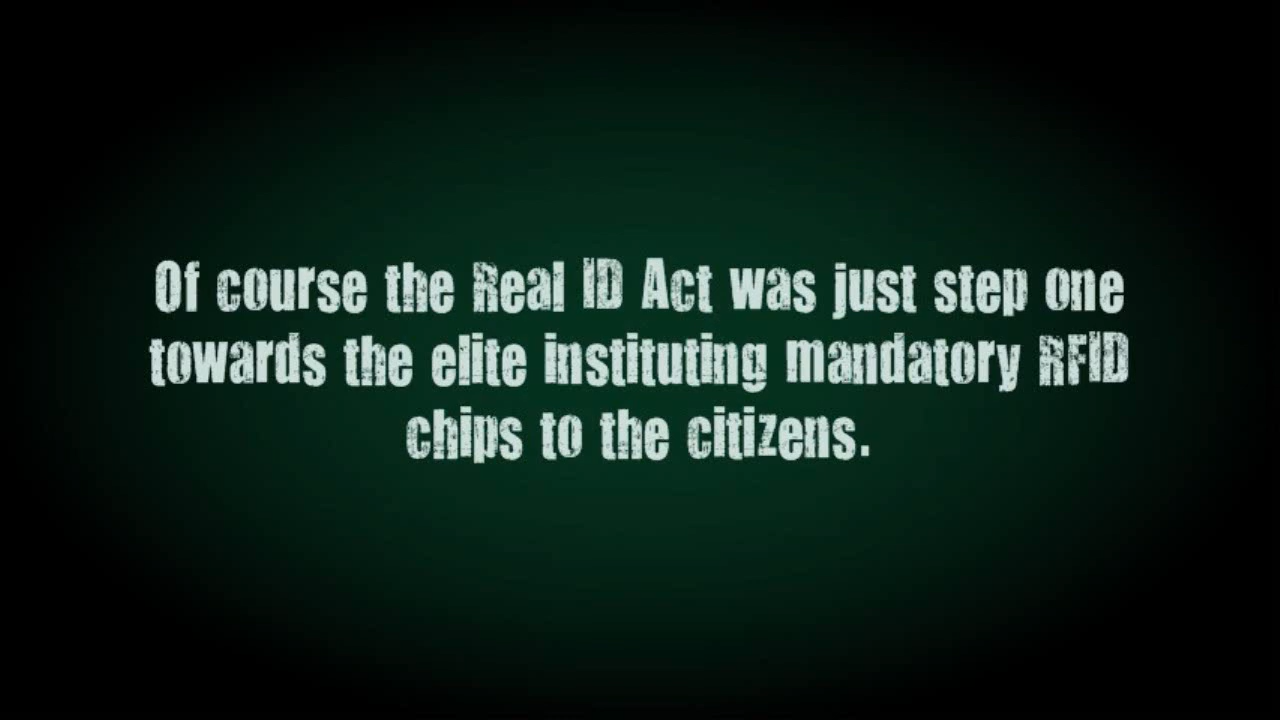 Of course the Real ID Act was just step one
towards the elite instituting mandatory RFID
chips to the citizens.